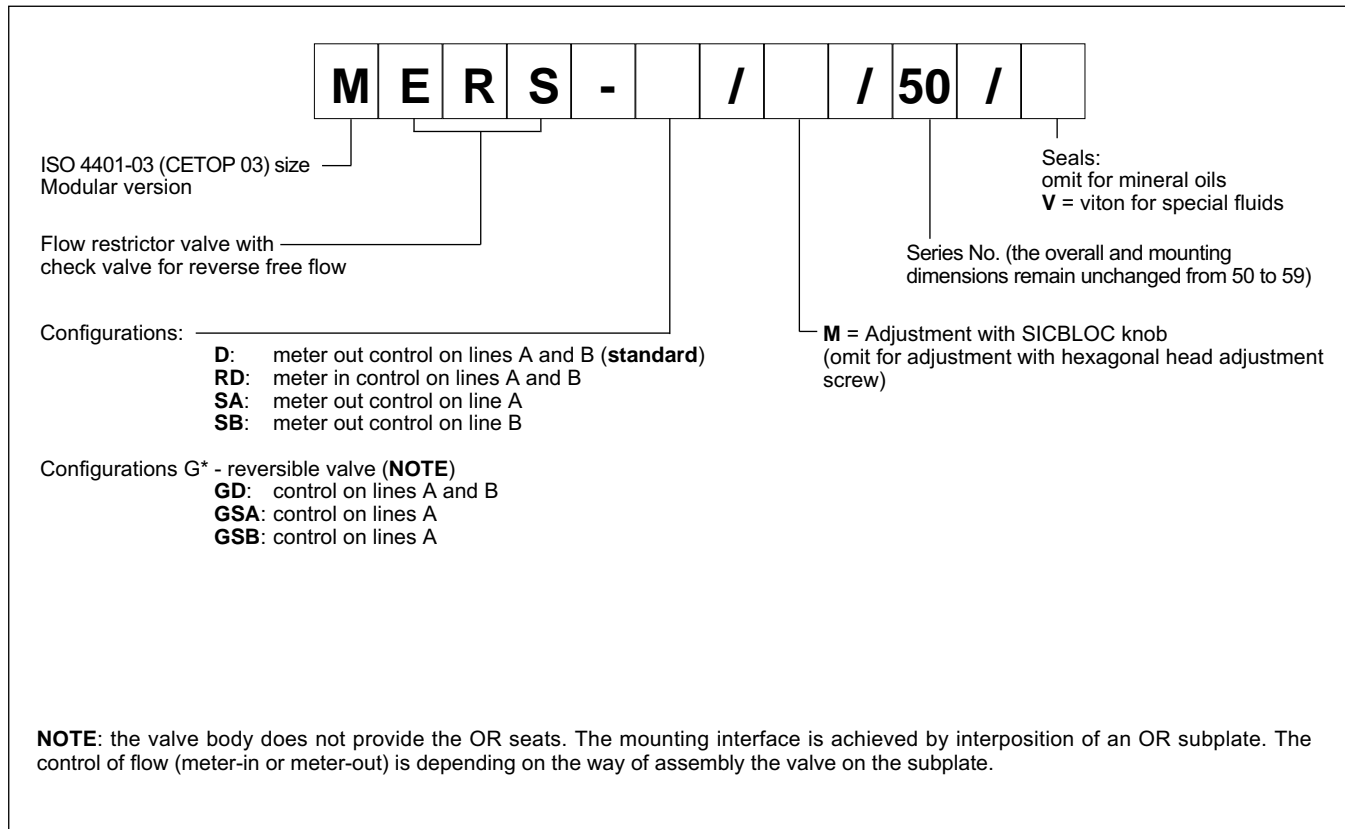 M E R S - / / 50 /
ISO 4401-03 (CETOP 03) size
Modular version
Seals:
omit for mineral oils
V = viton for special fluids
Flow restrictor valve with
check valve for reverse free flow
Series No. (the overall and mounting
dimensions remain unchanged from 50 to 59)
Configurations:
D: meter out control on lines A and B (standard)
RD: meter in control on lines A and B
SA: meter out control on line A
SB: meter out control on line B
M = Adjustment with SICBLOC knob
(omit for adjustment with hexagonal head adjustment
screw)
Configurations G* - reversible valve (NOTE)
GD: control on lines A and B
GSA: control on lines A
GSB: control on lines A
NOTE: the valve body does not provide the OR seats. The mounting interface is achieved by interposition of an OR subplate. The
control of flow (meter-in or meter-out) is depending on the way of assembly the valve on the subplate.